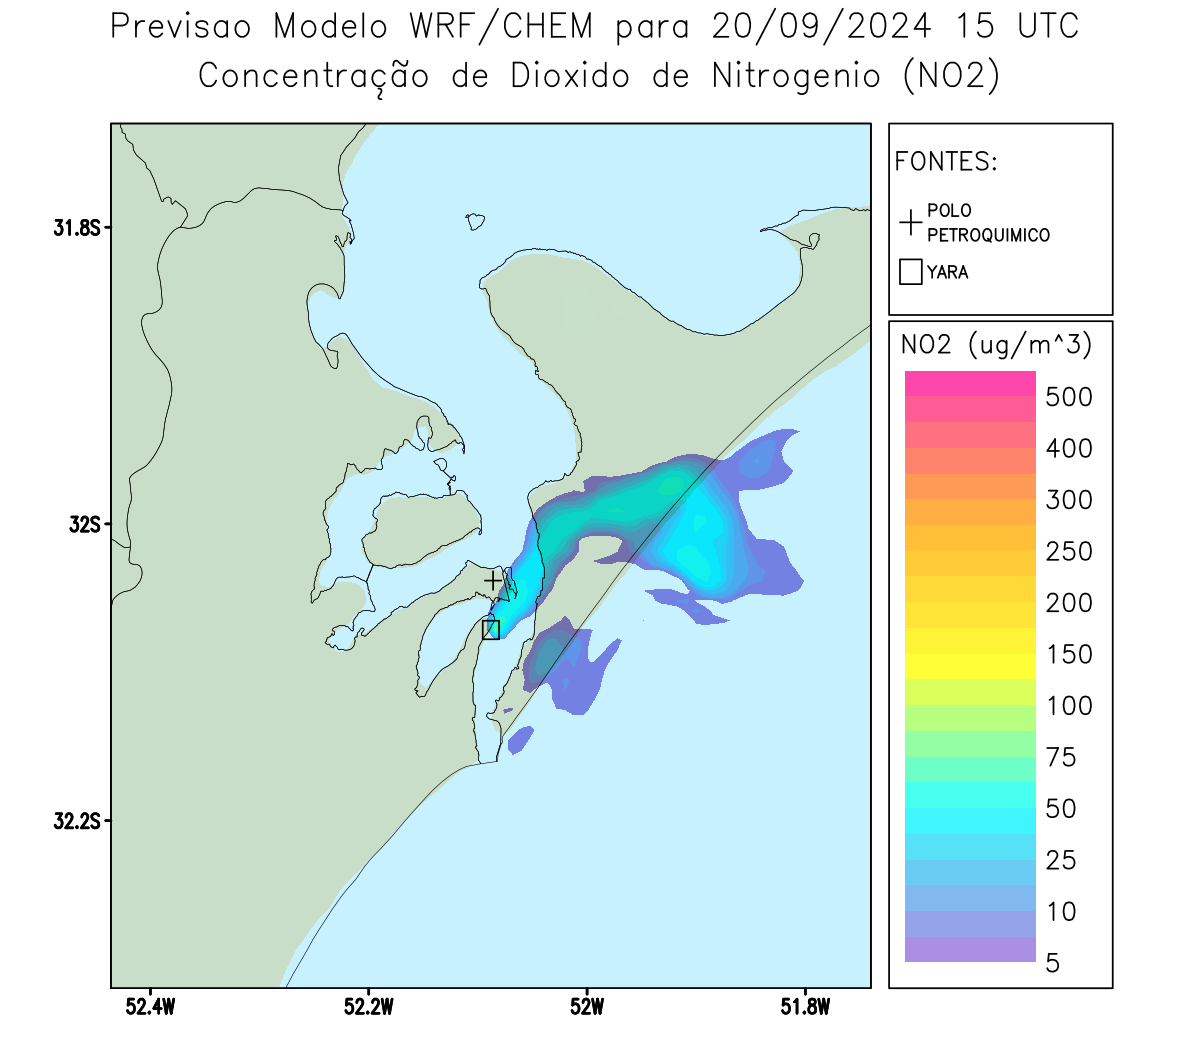 Previsao Modelo WRF/CHEM para 20/09/2024 15 UTC
Concentração de Dioxido de Nitrogenio (NO2)
FONTES:
POLO
PETROQUIMICO
YARA
31.8S
32S
32.2S
52.4W
52.2W
52W
51.8W
NO2 (ug/m^3)
500
400
300
250
200
150
100
75
50
25
10
5